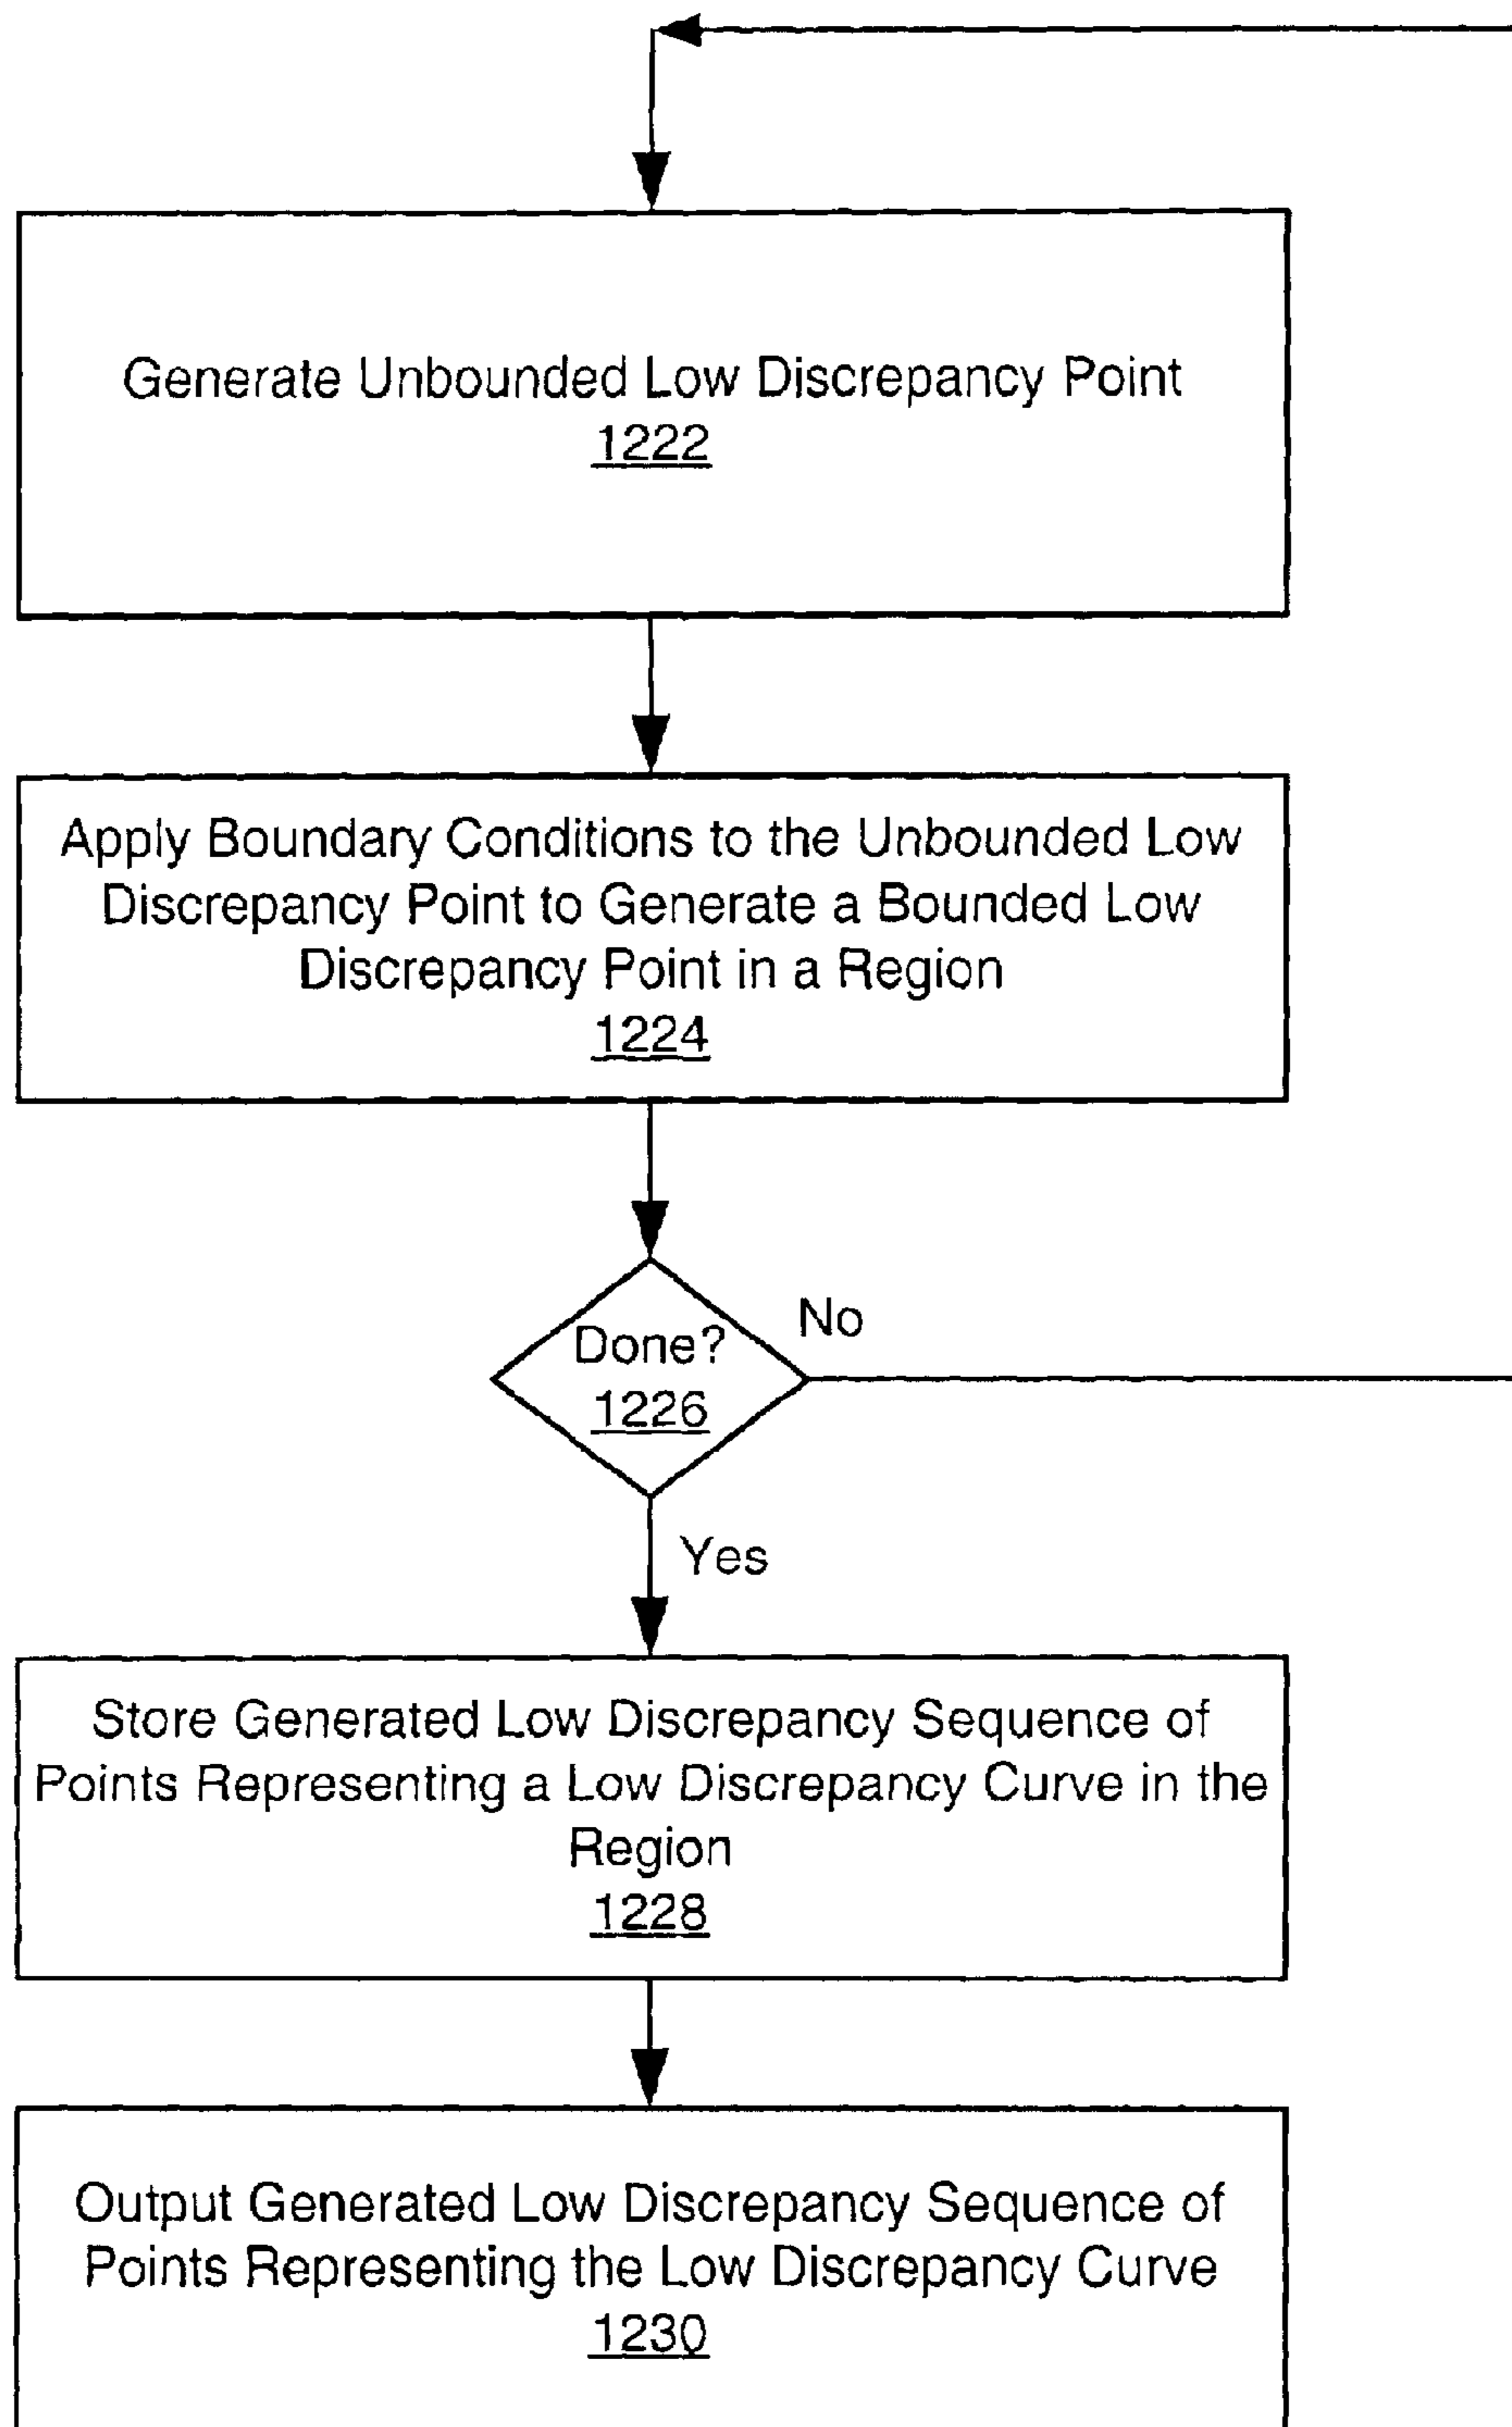 Generate Unbounded Low Discrepancy Point
1222
Apply Boundary Conditions to the Unbounded Low
Discrepancy Point to Generate a Bounded Low
Discrepancy Point in a Region
1224
No
Done?
1226
Yes
Store Generated Low Discrepancy Sequence of
Points Representing a Low Discrepancy Curve in the
Region
1228
Output Generated Low Discrepancy Sequence of
Points Representing the Low Discrepancy Curve
1230